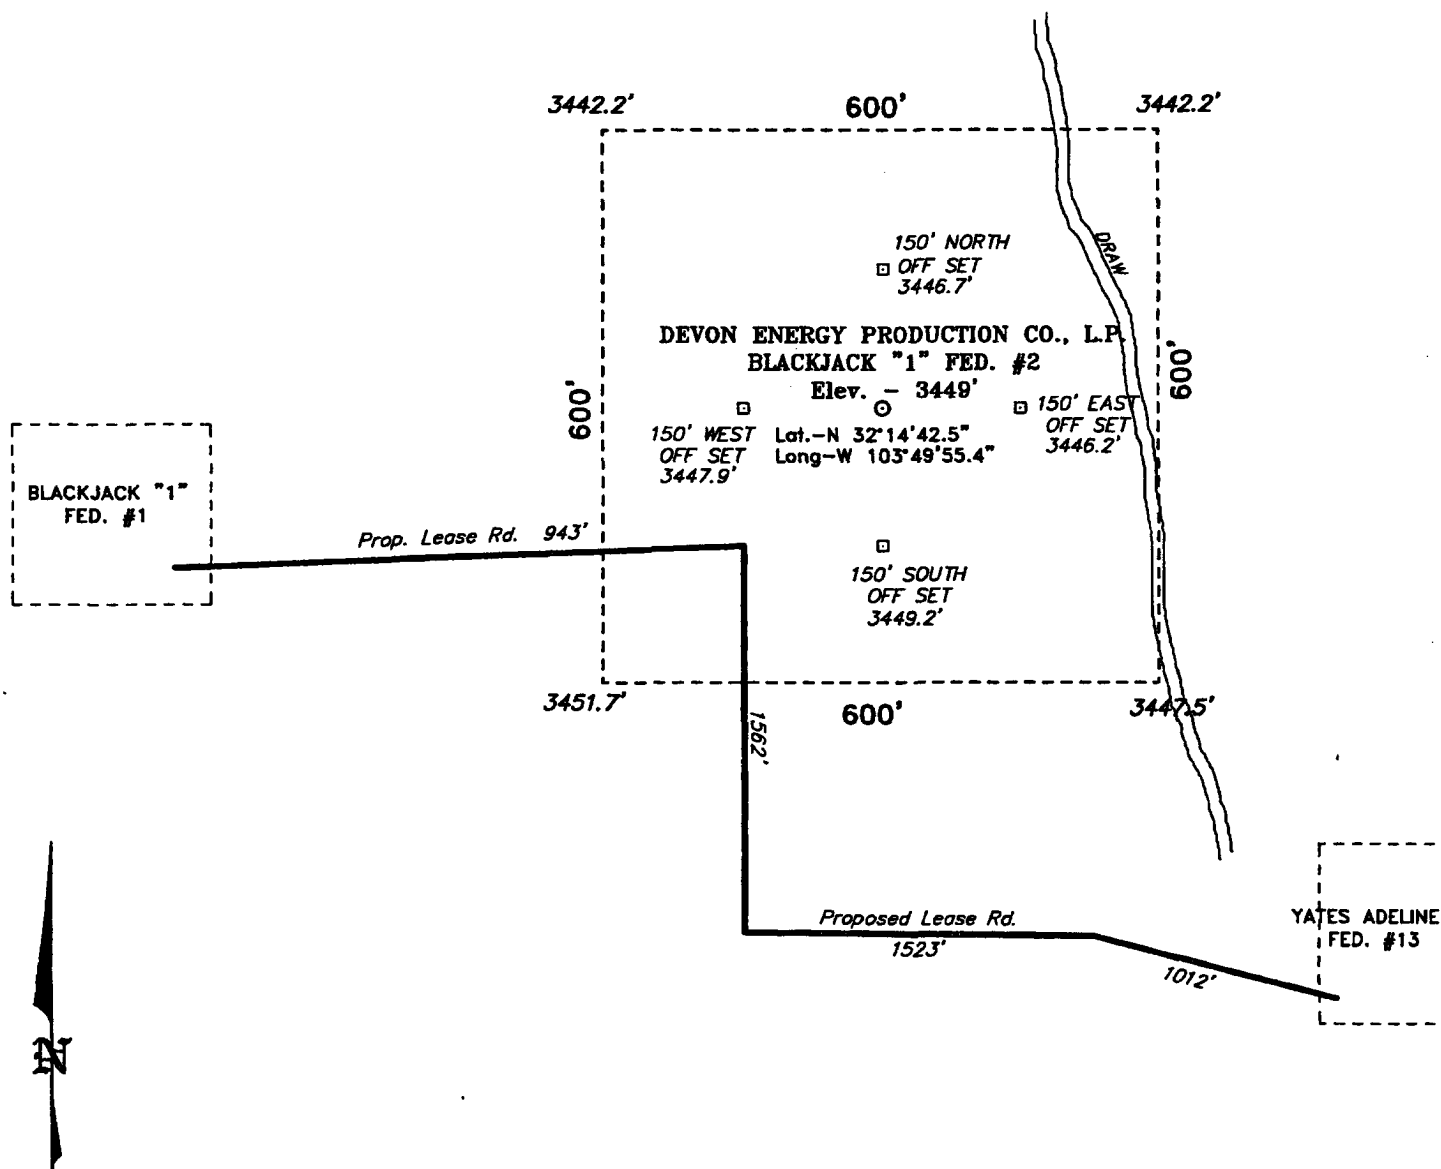 3442.2'
600'
3442.2'
150' NORTH
OFF SET
3446.7'
DRAW
DEVON ENERGY PRODUCTION CO., L.P.
BLACKJACK "1" FED. #2
Elev. - 3449'
600'
600'
150' WEST
OFF SET
3447.9'
Lat.-N 32°14'42.5"
Long-W 103°49'55.4"
150' EAST
OFF SET
3446.2'
BLACKJACK "1"
FED. #1
Prop. Lease Rd. 943'
150' SOUTH
OFF SET
3449.2'
3451.7'
600'
3447.5'
1562'
Proposed Lease Rd.
1523'
1012'
YATES ADELINE
FED. #13
N